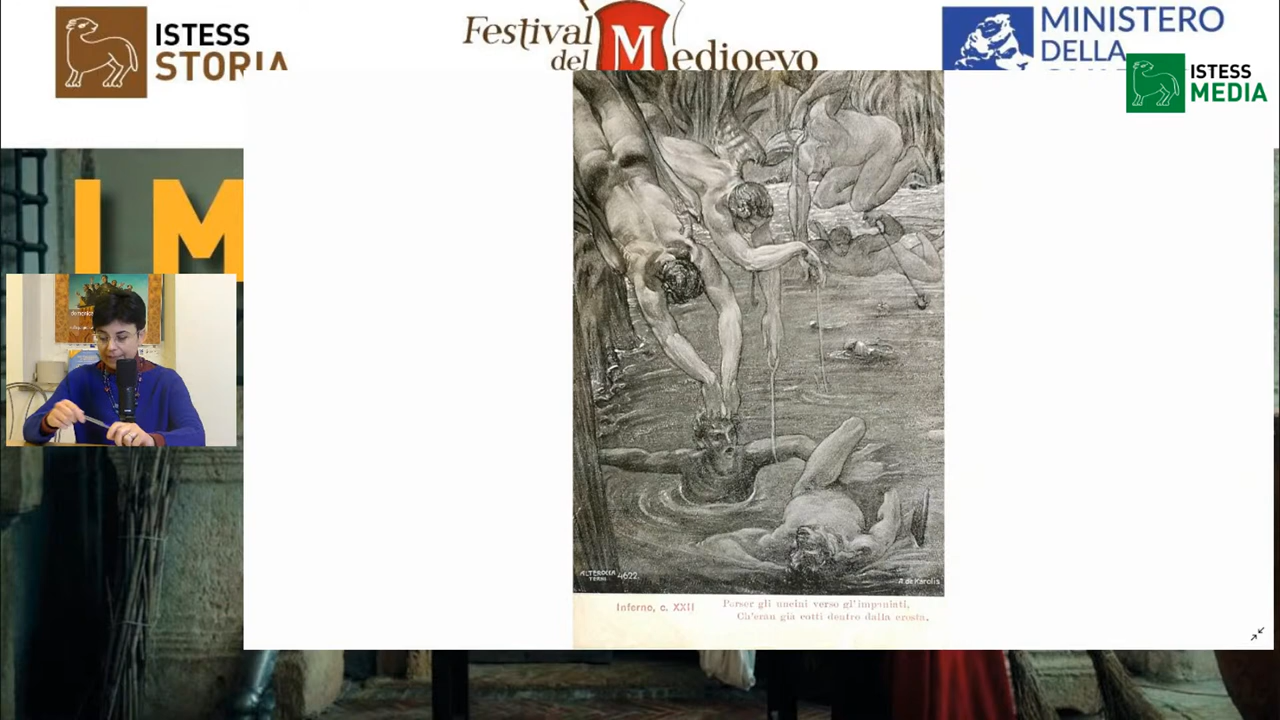 ISTESS
STORIA
Festival
del Medioevo
MINISTERO
DELLA
ISTESS
MEDIA
IM
ALTEROCCA
TERNI
4622.
A de Karolis
Inferno, c. XXII
Porser gli uncini verso gl'impaniati,
Ch'eran già cotti dentro dalla crosta.